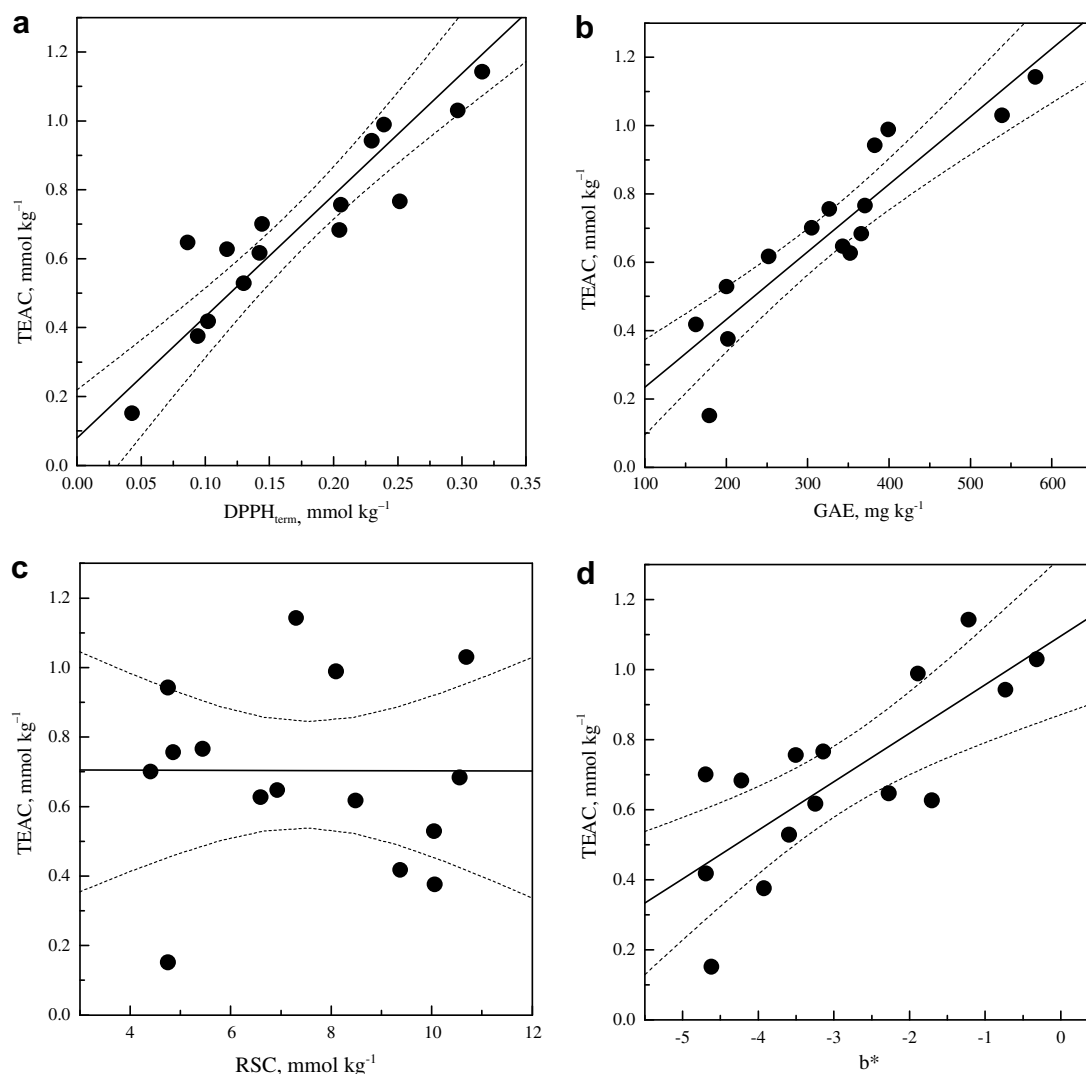 a
1.2
1.0
0.8
0.6
0.4
0.2
0.0
TEAC, mmol kg⁻¹
0.00 0.05 0.10 0.15 0.20 0.25 0.30 0.35
DPPHterm, mmol kg⁻¹
b
1.2
1.0
0.8
0.6
0.4
0.2
0.0
TEAC, mmol kg⁻¹
100 200 300 400 500 600
GAE, mg kg⁻¹
c
1.2
1.0
0.8
0.6
0.4
0.2
0.0
TEAC, mmol kg⁻¹
4 6 8 10 12
RSC, mmol kg⁻¹
d
1.2
1.0
0.8
0.6
0.4
0.2
0.0
TEAC, mmol kg⁻¹
-5 -4 -3 -2 -1 0
b*